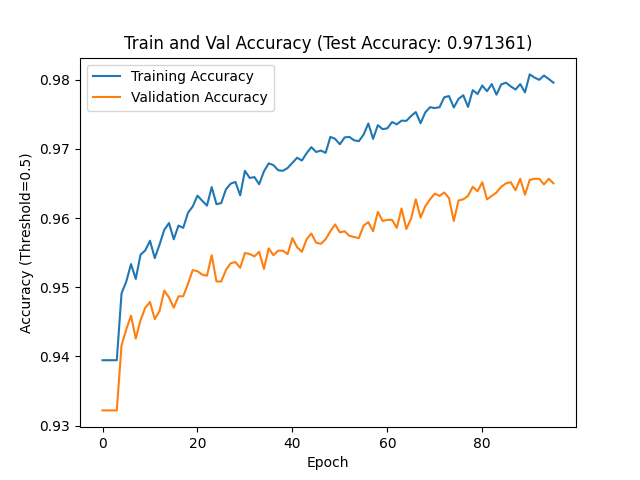 Train and Val Accuracy (Test Accuracy: 0.971361)
Training Accuracy
Validation Accuracy
Accuracy (Threshold=0.5)
0.98
0.97
0.96
0.95
0.94
0.93
0 20 40 60 80
Epoch